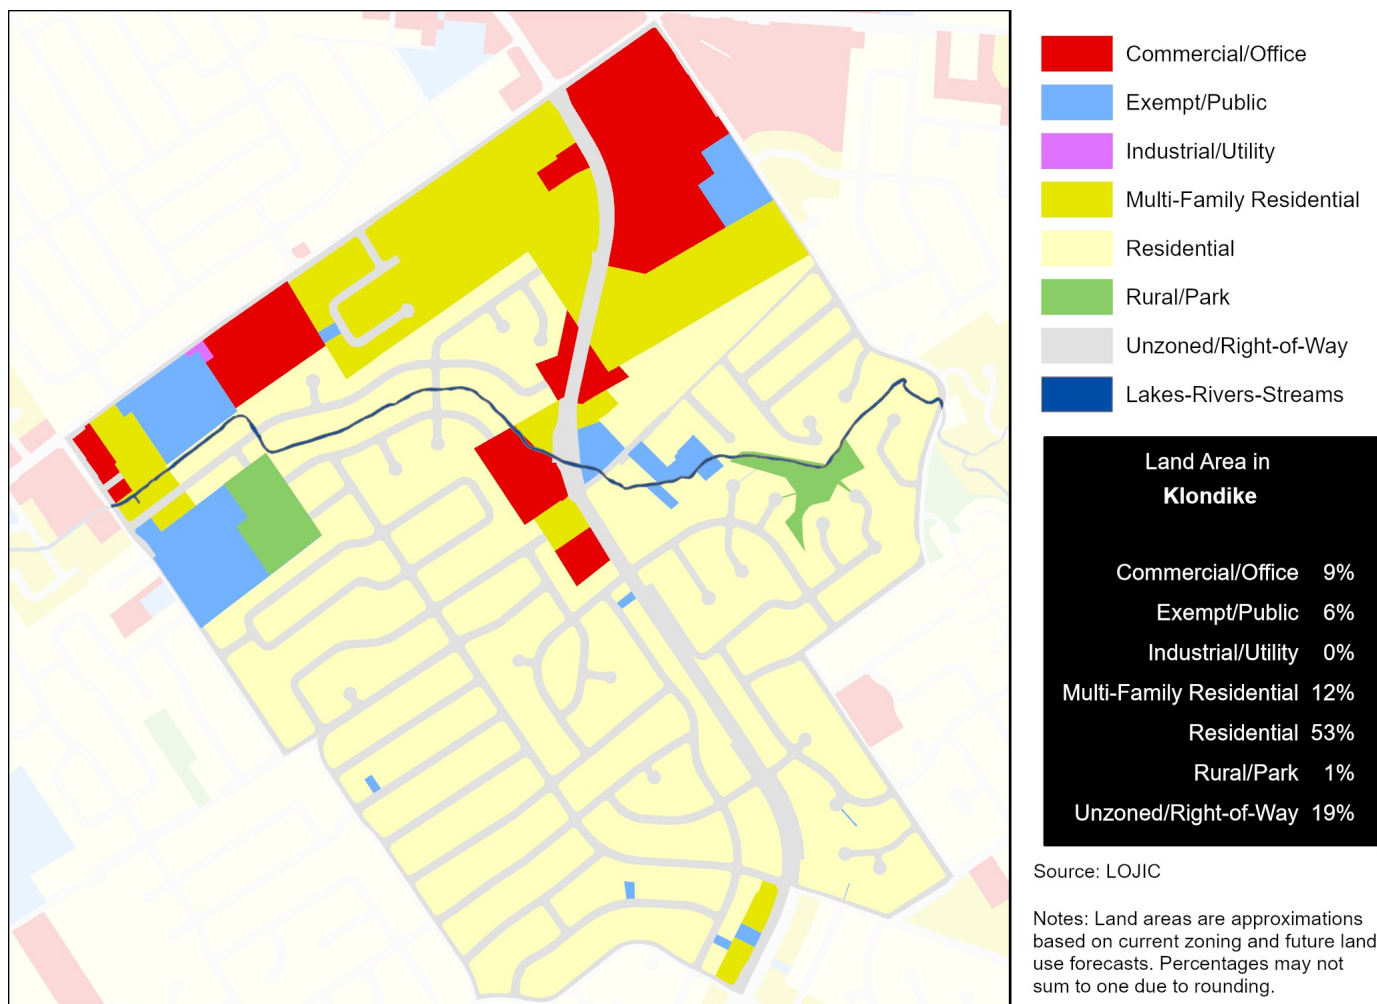 Commercial/Office
Exempt/Public
Industrial/Utility
Multi-Family Residential
Residential
Rural/Park
Unzoned/Right-of-Way
Lakes-Rivers-Streams
Land Area in
Klondike
Commercial/Office 9%
Exempt/Public 6%
Industrial/Utility 0%
Multi-Family Residential 12%
Residential 53%
Rural/Park 1%
Unzoned/Right-of-Way 19%
Source: LOJIC
Notes: Land areas are approximations
based on current zoning and future land
use forecasts. Percentages may not
sum to one due to rounding.